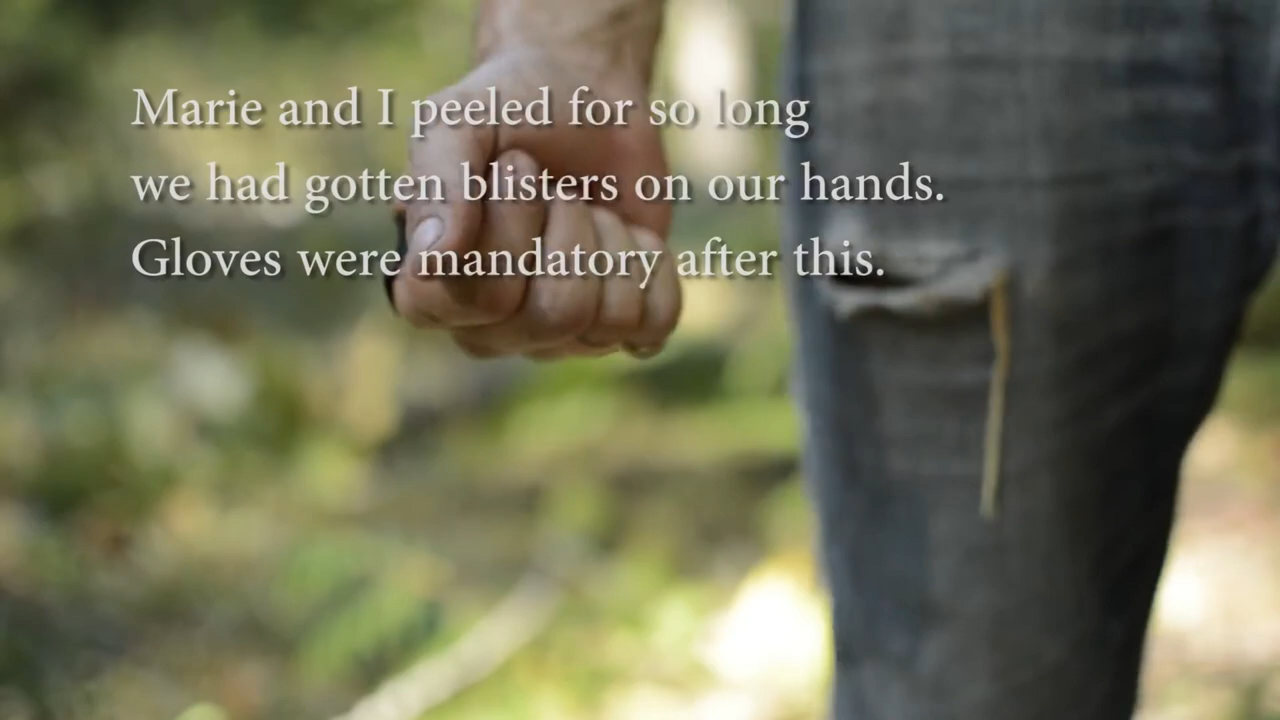 Marie and I peeled for so long
we had gotten blisters on our hands.
Gloves were mandatory after this.